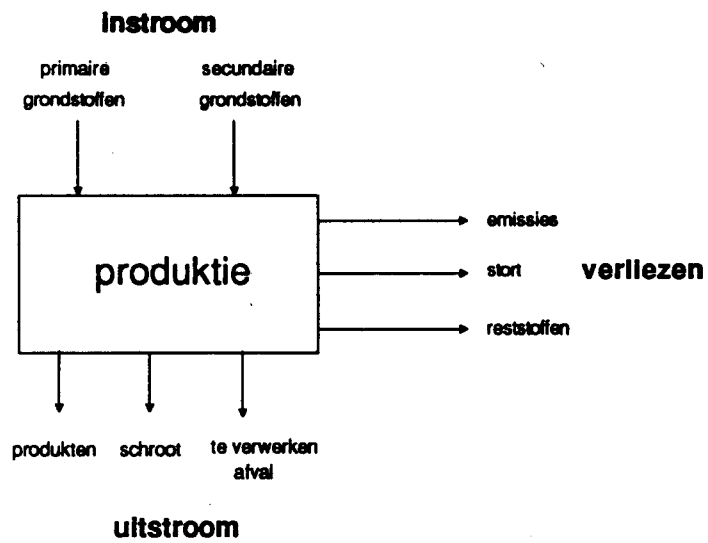 instroom
primaire
grondstoffen
secundaire
grondstoffen
produktie
emissies
stort
verliezen
reststoffen
produkten
schroot
te verwerken
afval
uitstroom